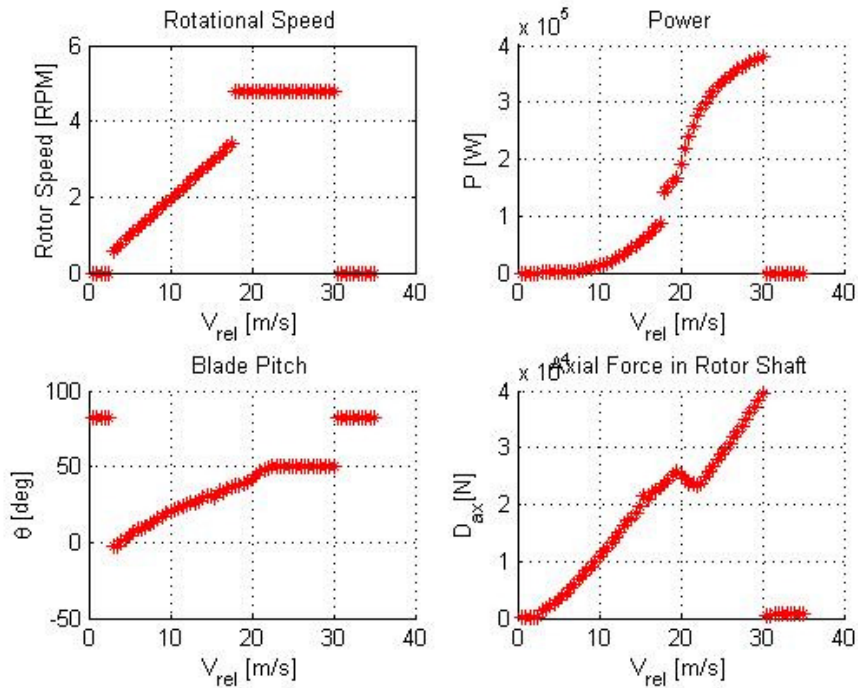 Rotational Speed
6
4
2
0
Rotor Speed [RPM]
0 10 20 30 40
V_rel [m/s]
Power
x 10^5
4
3
2
1
0
P [W]
0 10 20 30 40
V_rel [m/s]
Blade Pitch
100
50
0
-50
θ [deg]
0 10 20 30 40
V_rel [m/s]
Axial Force in Rotor Shaft
x 10^4
4
3
2
1
0
D_ax [N]
0 10 20 30 40
V_rel [m/s]